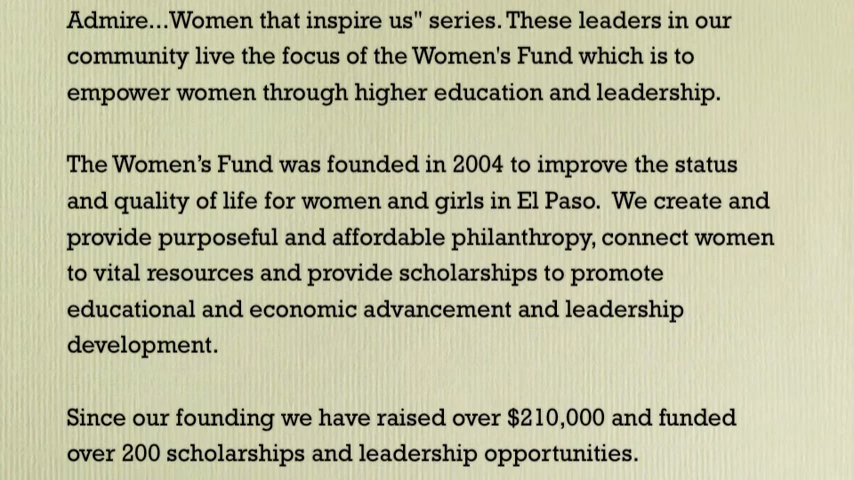 Admire...Women that inspire us" series. These leaders in our
community live the focus of the Women's Fund which is to
empower women through higher education and leadership.
The Women’s Fund was founded in 2004 to improve the status
and quality of life for women and girls in El Paso.  We create and
provide purposeful and affordable philanthropy, connect women
to vital resources and provide scholarships to promote
educational and economic advancement and leadership
development.
Since our founding we have raised over $210,000 and funded
over 200 scholarships and leadership opportunities.